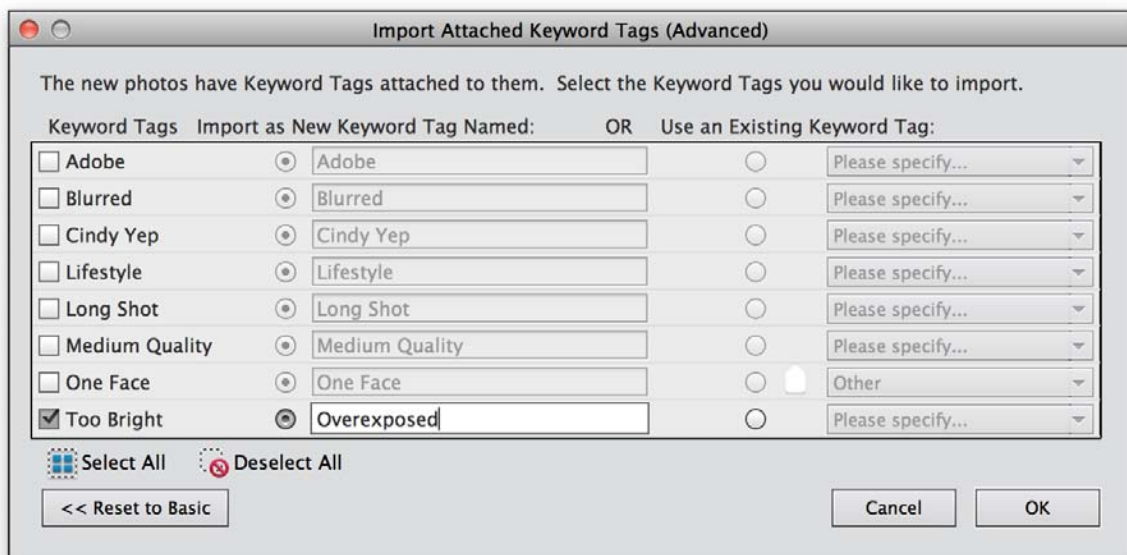 Import Attached Keyword Tags (Advanced)
The new photos have Keyword Tags attached to them.  Select the Keyword Tags you would like to import.
Keyword Tags Import as New Keyword Tag Named: OR Use an Existing Keyword Tag:
Adobe Adobe Please specify...
Blurred Blurred Please specify...
Cindy Yep Cindy Yep Please specify...
Lifestyle Lifestyle Please specify...
Long Shot Long Shot Please specify...
Medium Quality Medium Quality Please specify...
One Face One Face Other
Too Bright Overexposed Please specify...
Select All Deselect All
<< Reset to Basic Cancel OK